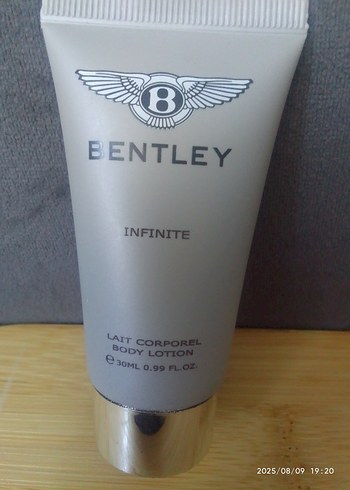 B
BENTLEY
INFINITE
LAIT CORPOREL
BODY LOTION
℮ 30ML 0.99 FL.OZ.
2025/08/09 19:20